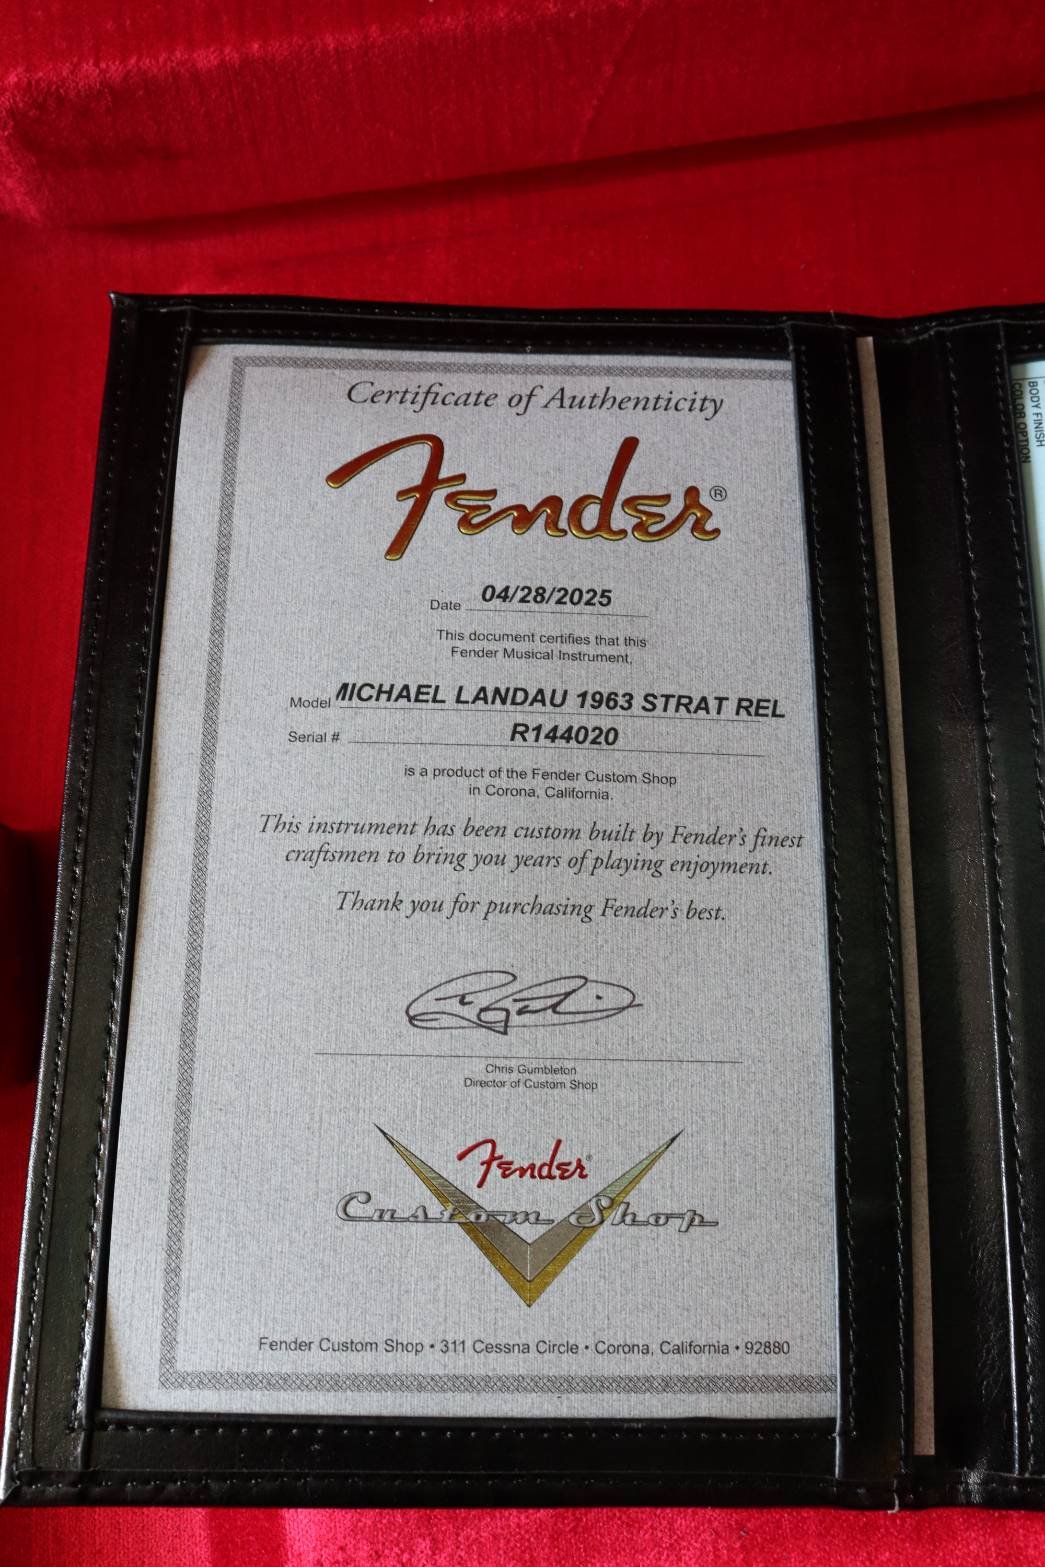 Certificate of Authenticity
Fender®
Date 04/28/2025
This document certifies that this
Fender Musical Instrument,
Model MICHAEL LANDAU 1963 STRAT REL
Serial # R144020
is a product of the Fender Custom Shop
in Corona, California.
This instrument has been custom built by Fender's finest
craftsmen to bring you years of playing enjoyment.
Thank you for purchasing Fender's best.
Chris Gumbleton
Director of Custom Shop
Fender®
Custom Shop
Fender Custom Shop • 311 Cessna Circle • Corona, California • 92880
BODY FINISH
COLOR OPTION